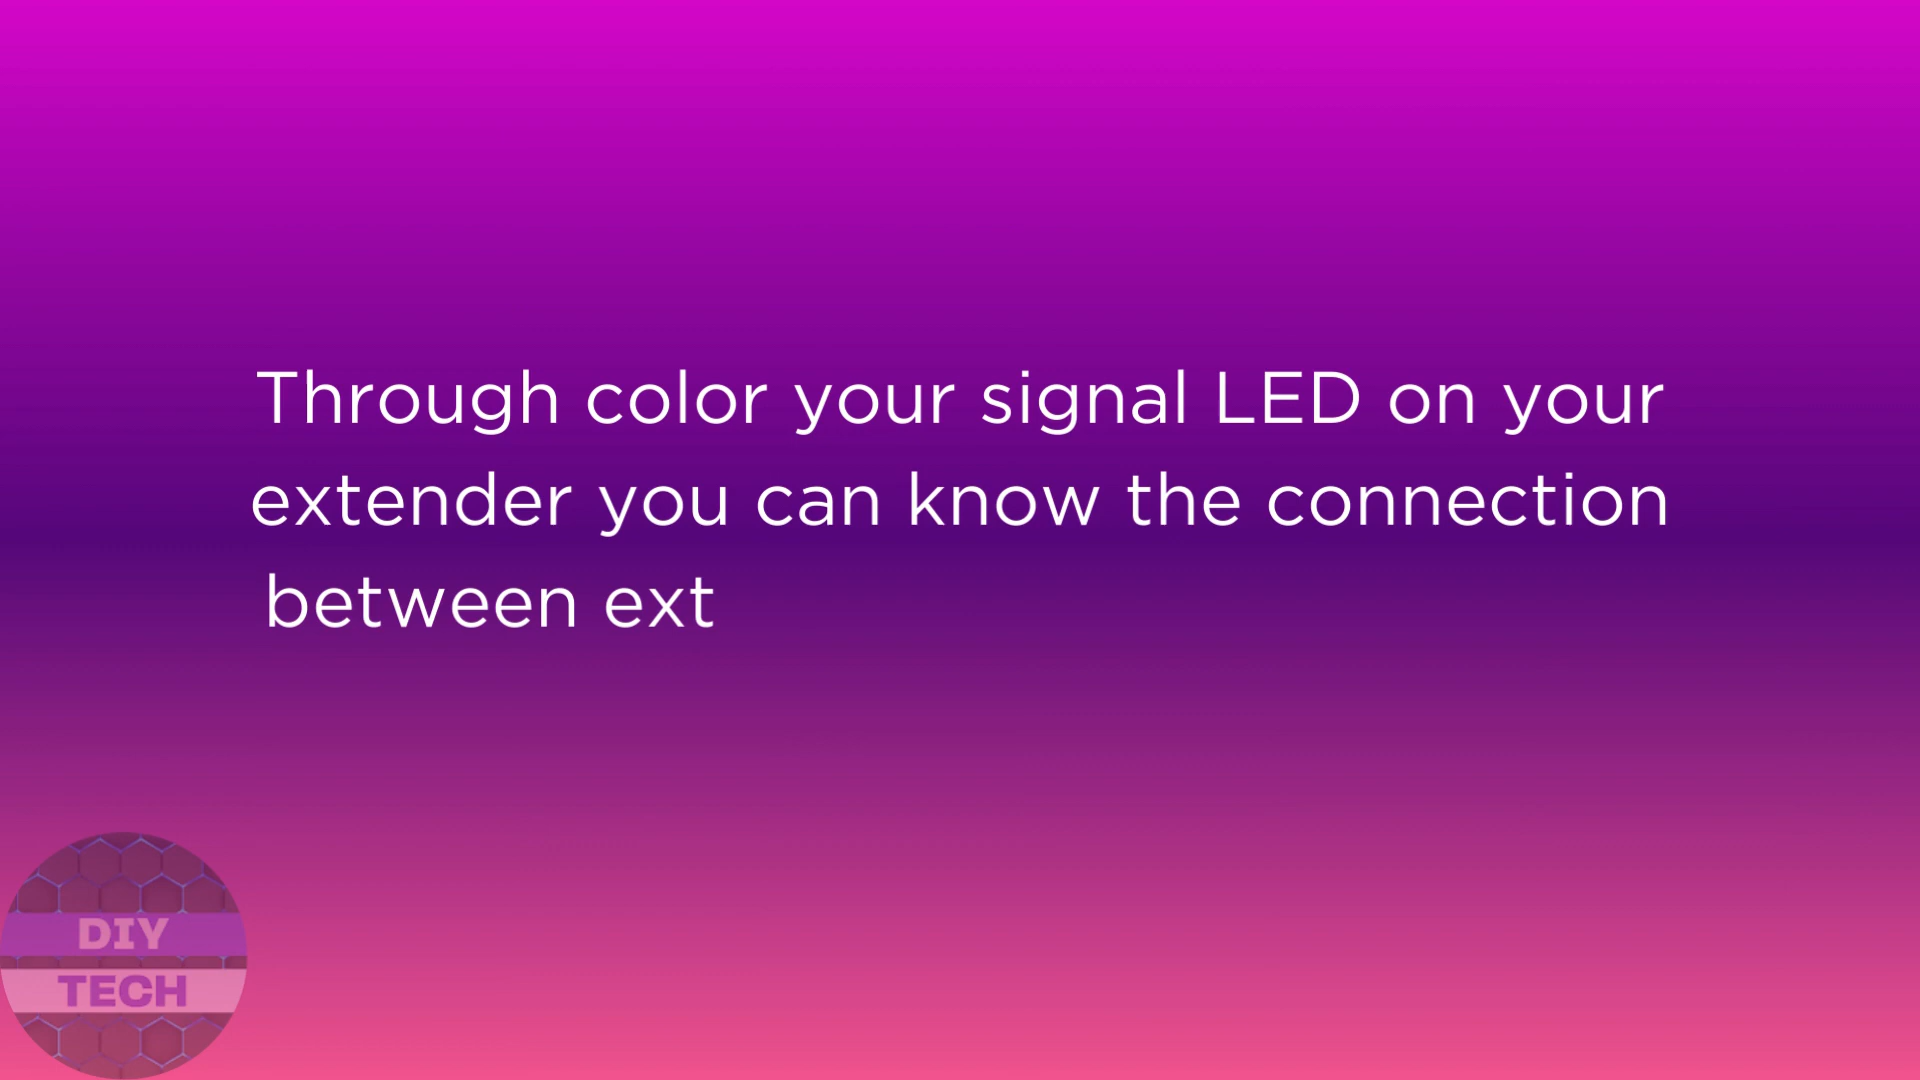 Through color your signal LED on your
extender you can know the connection
between ext
DIY
TECH